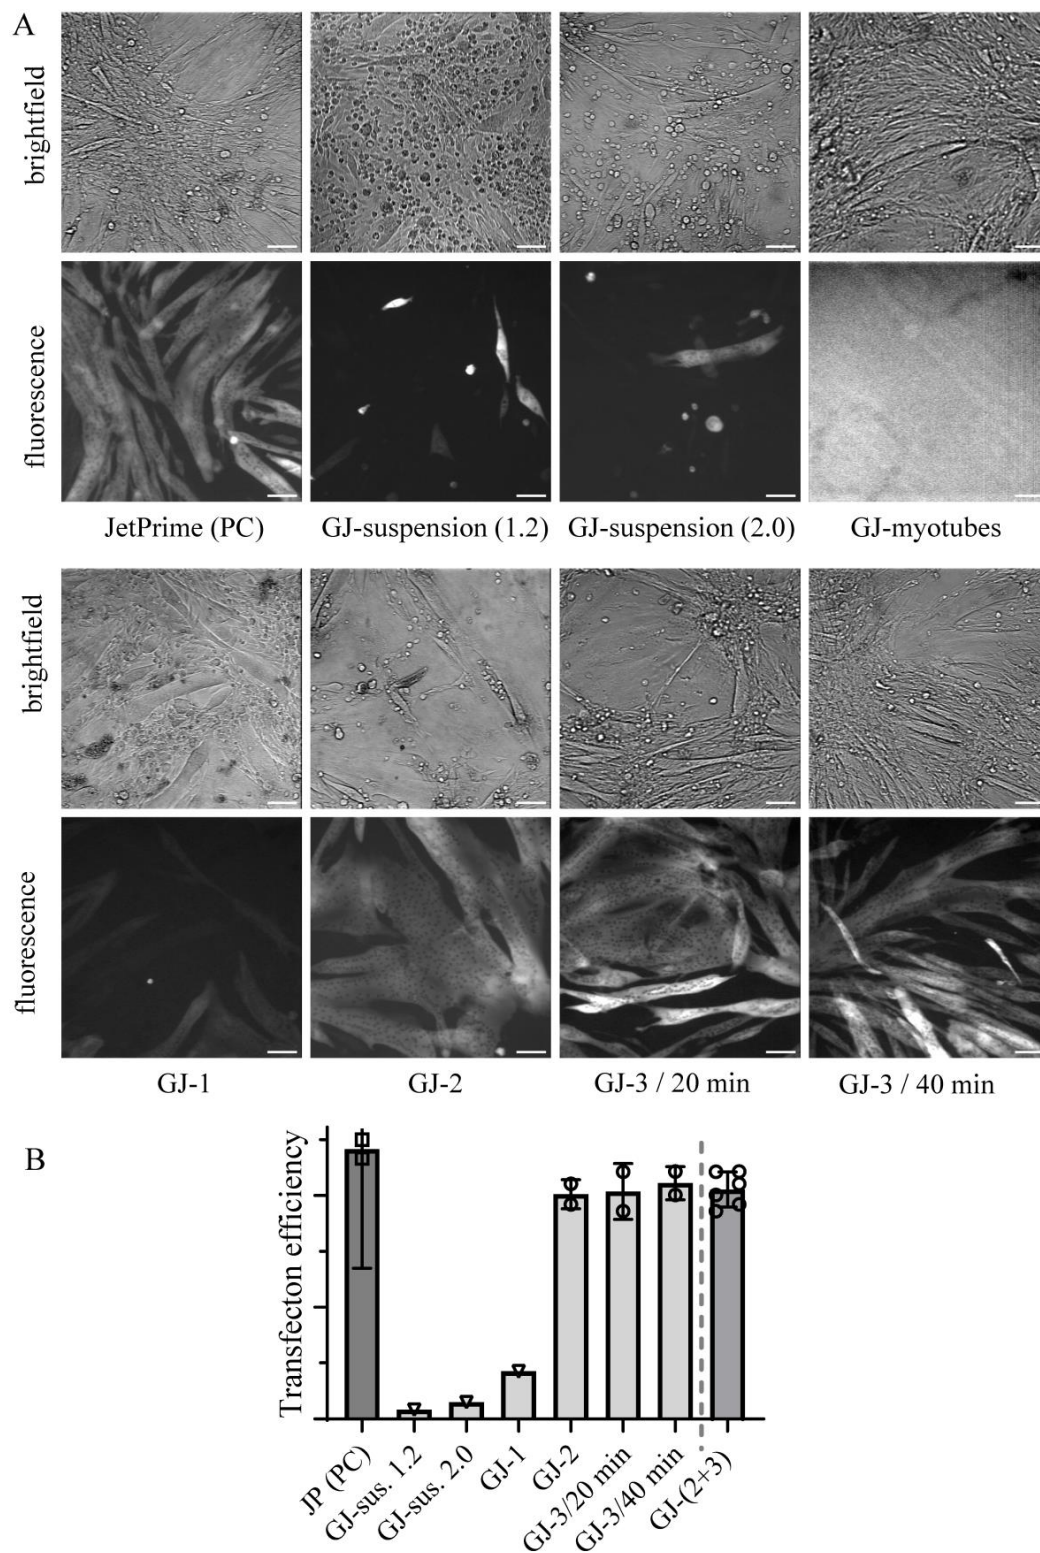 A
brightfield
fluorescence
JetPrime (PC) GJ-suspension (1.2) GJ-suspension (2.0) GJ-myotubes
brightfield
fluorescence
GJ-1 GJ-2 GJ-3 / 20 min GJ-3 / 40 min
B
Transfecton efficiency
JP (PC)
GJ-sus. 1.2
GJ-sus. 2.0
GJ-1
GJ-2
GJ-3/20 min
GJ-3/40 min
GJ-(2+3)